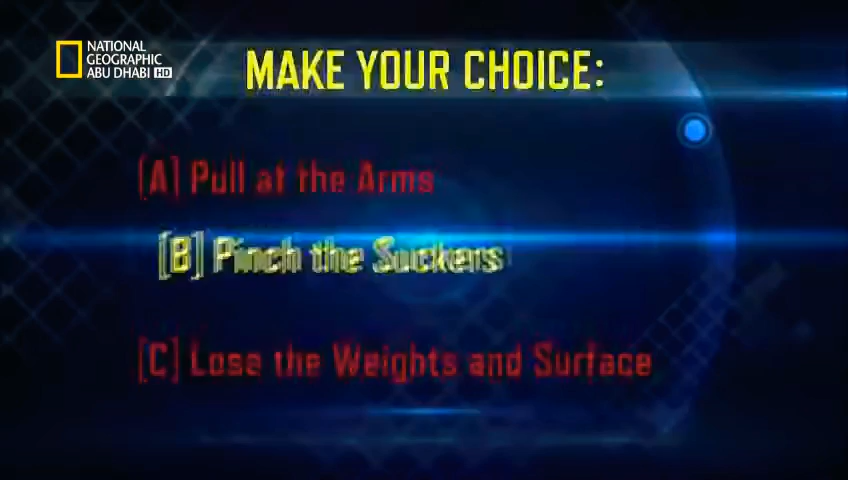 NATIONAL
GEOGRAPHIC
ABU DHABI HD
MAKE YOUR CHOICE:
[A] Pull at the Arms
[B] Pinch the Suckers
[C] Lose the Weights and Surface